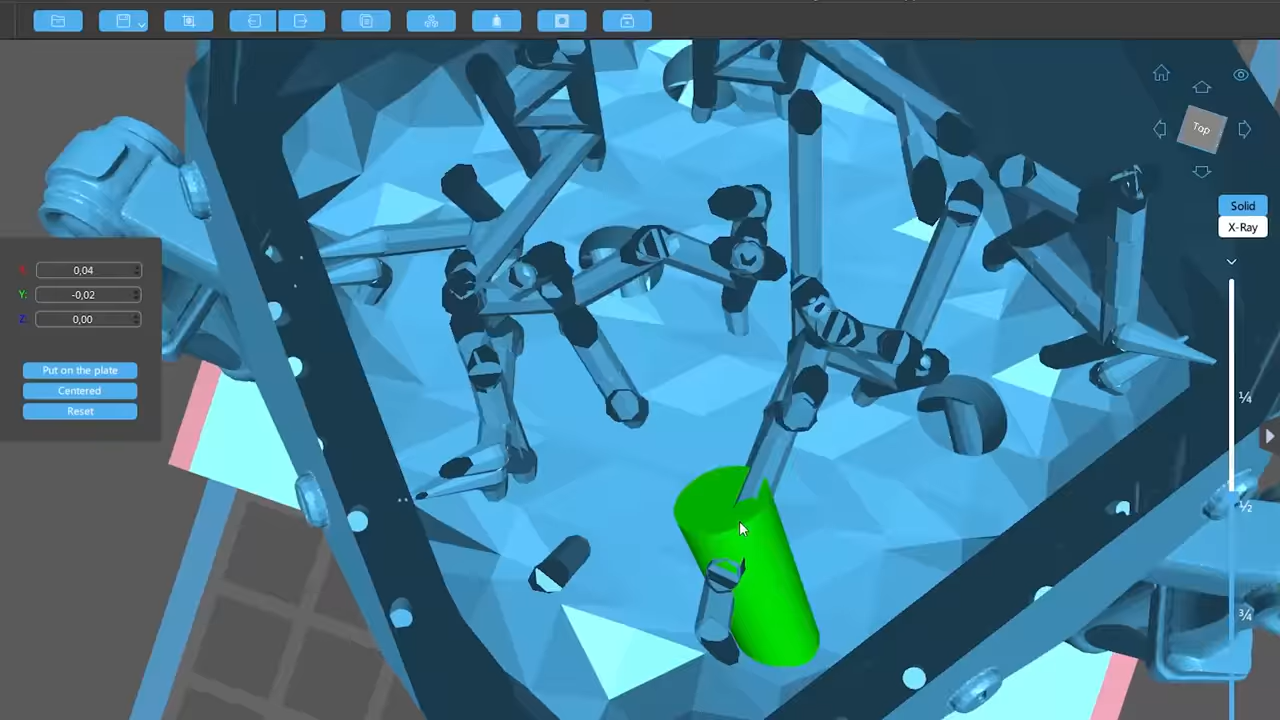 Top
Solid
X-Ray
X: 0,04
Y: -0,02
Z: 0,00
Put on the plate
Centered
Reset
¼
½
¾